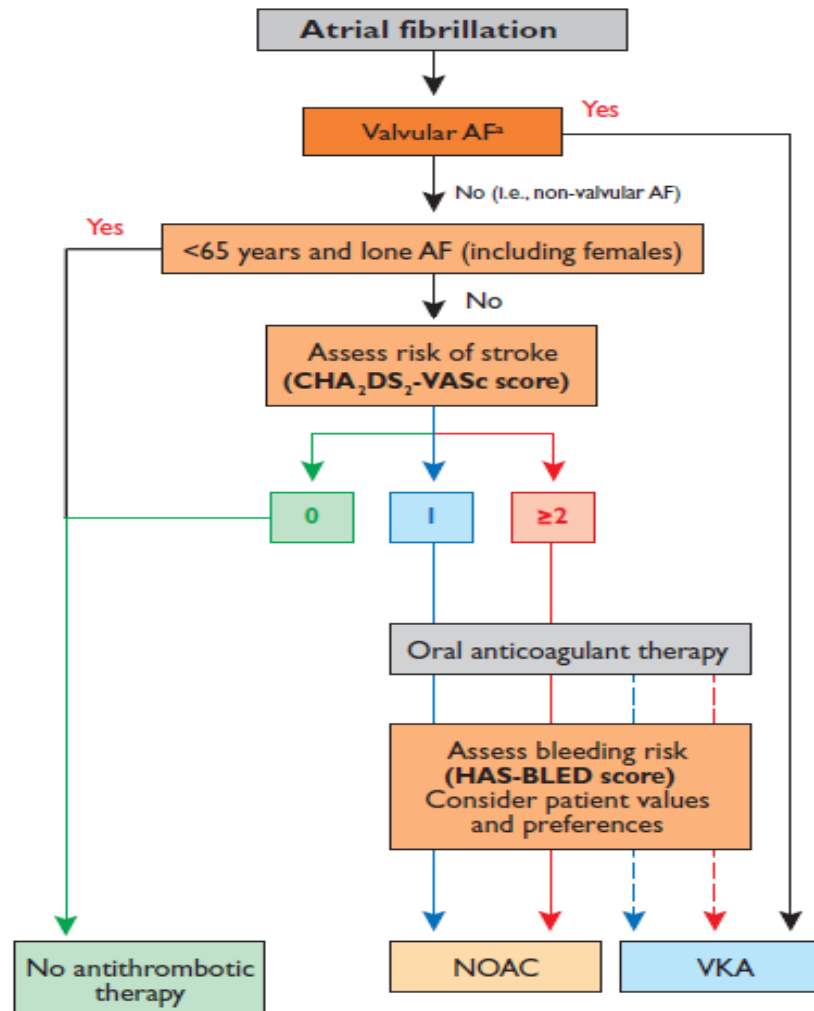 Atrial fibrillation
Valvular AFᵃ
Yes
No (i.e., non-valvular AF)
Yes
<65 years and lone AF (including females)
No
Assess risk of stroke
(CHA₂DS₂-VASc score)
0
1
≥2
Oral anticoagulant therapy
Assess bleeding risk
(HAS-BLED score)
Consider patient values
and preferences
No antithrombotic
therapy
NOAC
VKA